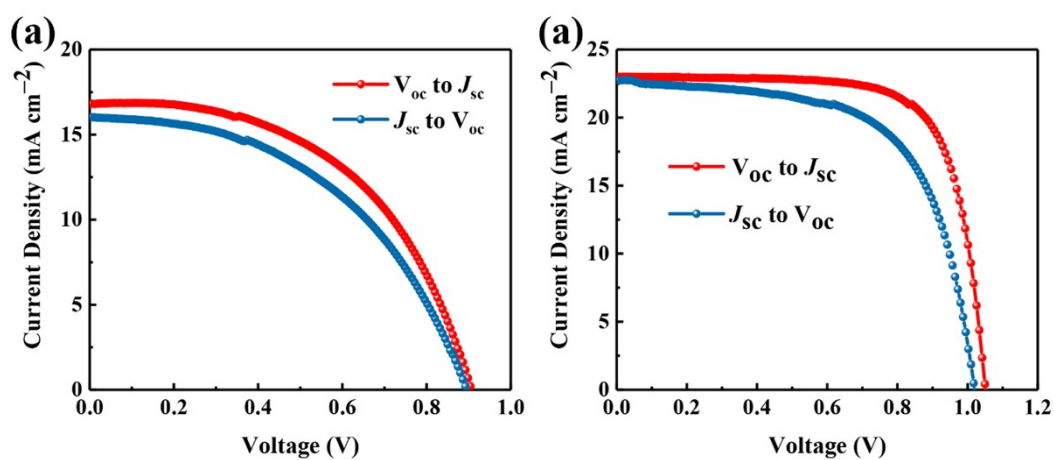 (a)
20
15
10
5
0
0.0 0.2 0.4 0.6 0.8 1.0
Current Density (mA cm⁻²)
Voltage (V)
Voc to Jsc
Jsc to Voc
(a)
25
20
15
10
5
0
0.0 0.2 0.4 0.6 0.8 1.0 1.2
Current Density (mA cm⁻²)
Voltage (V)
Voc to Jsc
Jsc to Voc